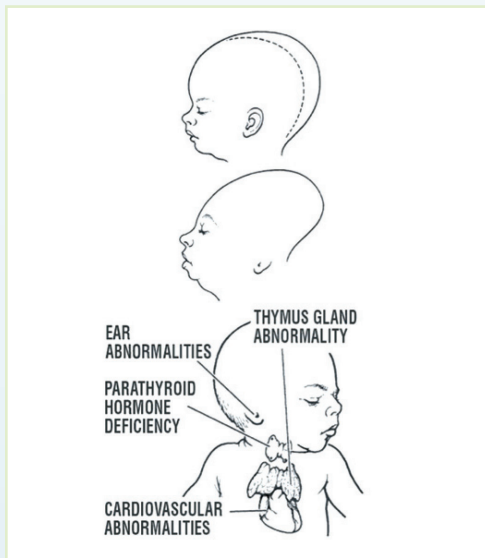 THYMUS GLAND
ABNORMALITY
EAR
ABNORMALITIES
PARATHYROID
HORMONE
DEFICIENCY
CARDIOVASCULAR
ABNORMALITIES